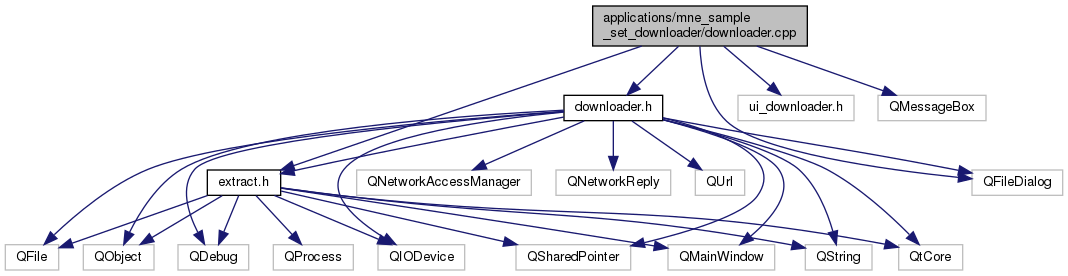 applications/mne_sample
_set_downloader/downloader.cpp
downloader.h
ui_downloader.h
QMessageBox
extract.h
QNetworkAccessManager
QNetworkReply
QUrl
QFileDialog
QFile
QObject
QDebug
QProcess
QIODevice
QSharedPointer
QMainWindow
QString
QtCore